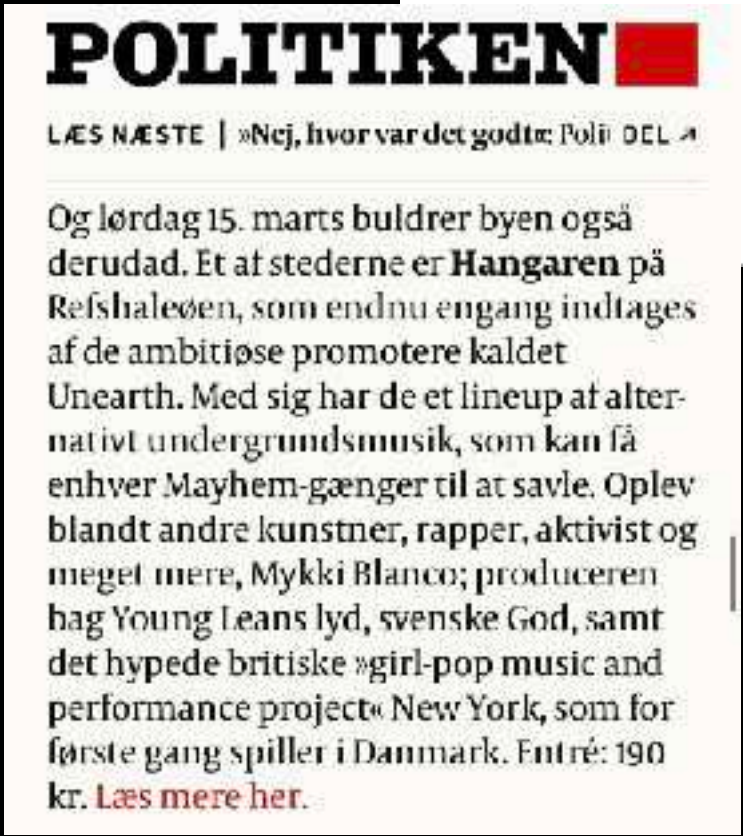 POLITIKEN
LÆS NÆSTE | »Nej, hvor var det godt«: Poli DEL ↗
Og lørdag 15. marts buldrer byen også
derudad. Et af stederne er Hangaren på
Refshaleøen, som endnu engang indtages
af de ambitiøse promotere kaldet
Unearth. Med sig har de et lineup af alter-
nativt undergrundsmusik, som kan få
enhver Mayhem-gænger til at savle. Oplev
blandt andre kunstner, rapper, aktivist og
meget mere, Mykki Blanco; produceren
bag Young Leans lyd, svenske Gud, samt
det hypede britiske »girl-pop music and
performance project« New York, som for
første gang spiller i Danmark. Entré: 190
kr. Læs mere her.